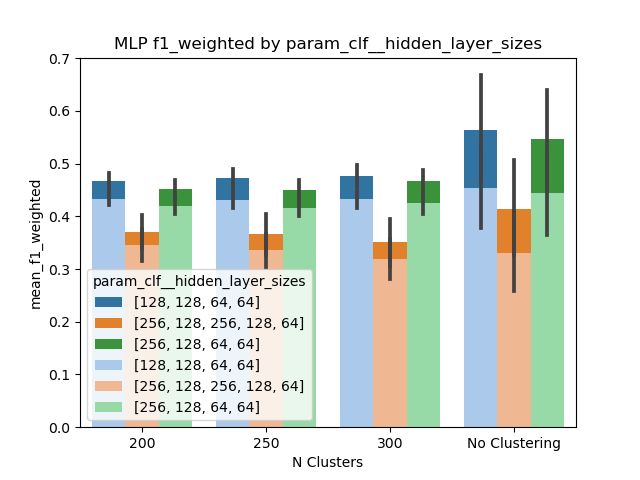 MLP f1_weighted by param_clf__hidden_layer_sizes
0.7
0.6
0.5
0.4
0.3
0.2
0.1
0.0
mean_f1_weighted
param_clf__hidden_layer_sizes
[128, 128, 64, 64]
[256, 128, 256, 128, 64]
[256, 128, 64, 64]
[128, 128, 64, 64]
[256, 128, 256, 128, 64]
[256, 128, 64, 64]
200 250 300 No Clustering
N Clusters